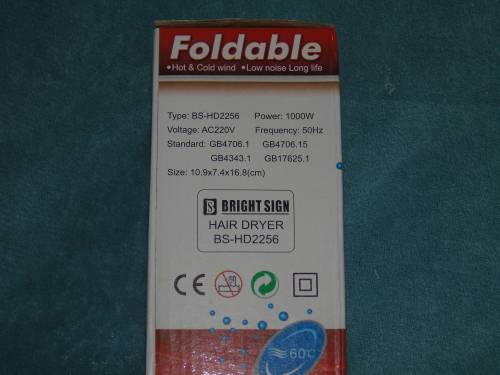 Foldable
•Hot & Cold wind •Low noise Long life
Type: BS-HD2256 Power: 1000W
Voltage: AC220V Frequency: 50Hz
Standard: GB4706.1 GB4706.15
GB4343.1 GB17625.1
Size: 10.9x7.4x16.8(cm)
BS BRIGHT SIGN
HAIR DRYER
BS-HD2256
CE
60℃